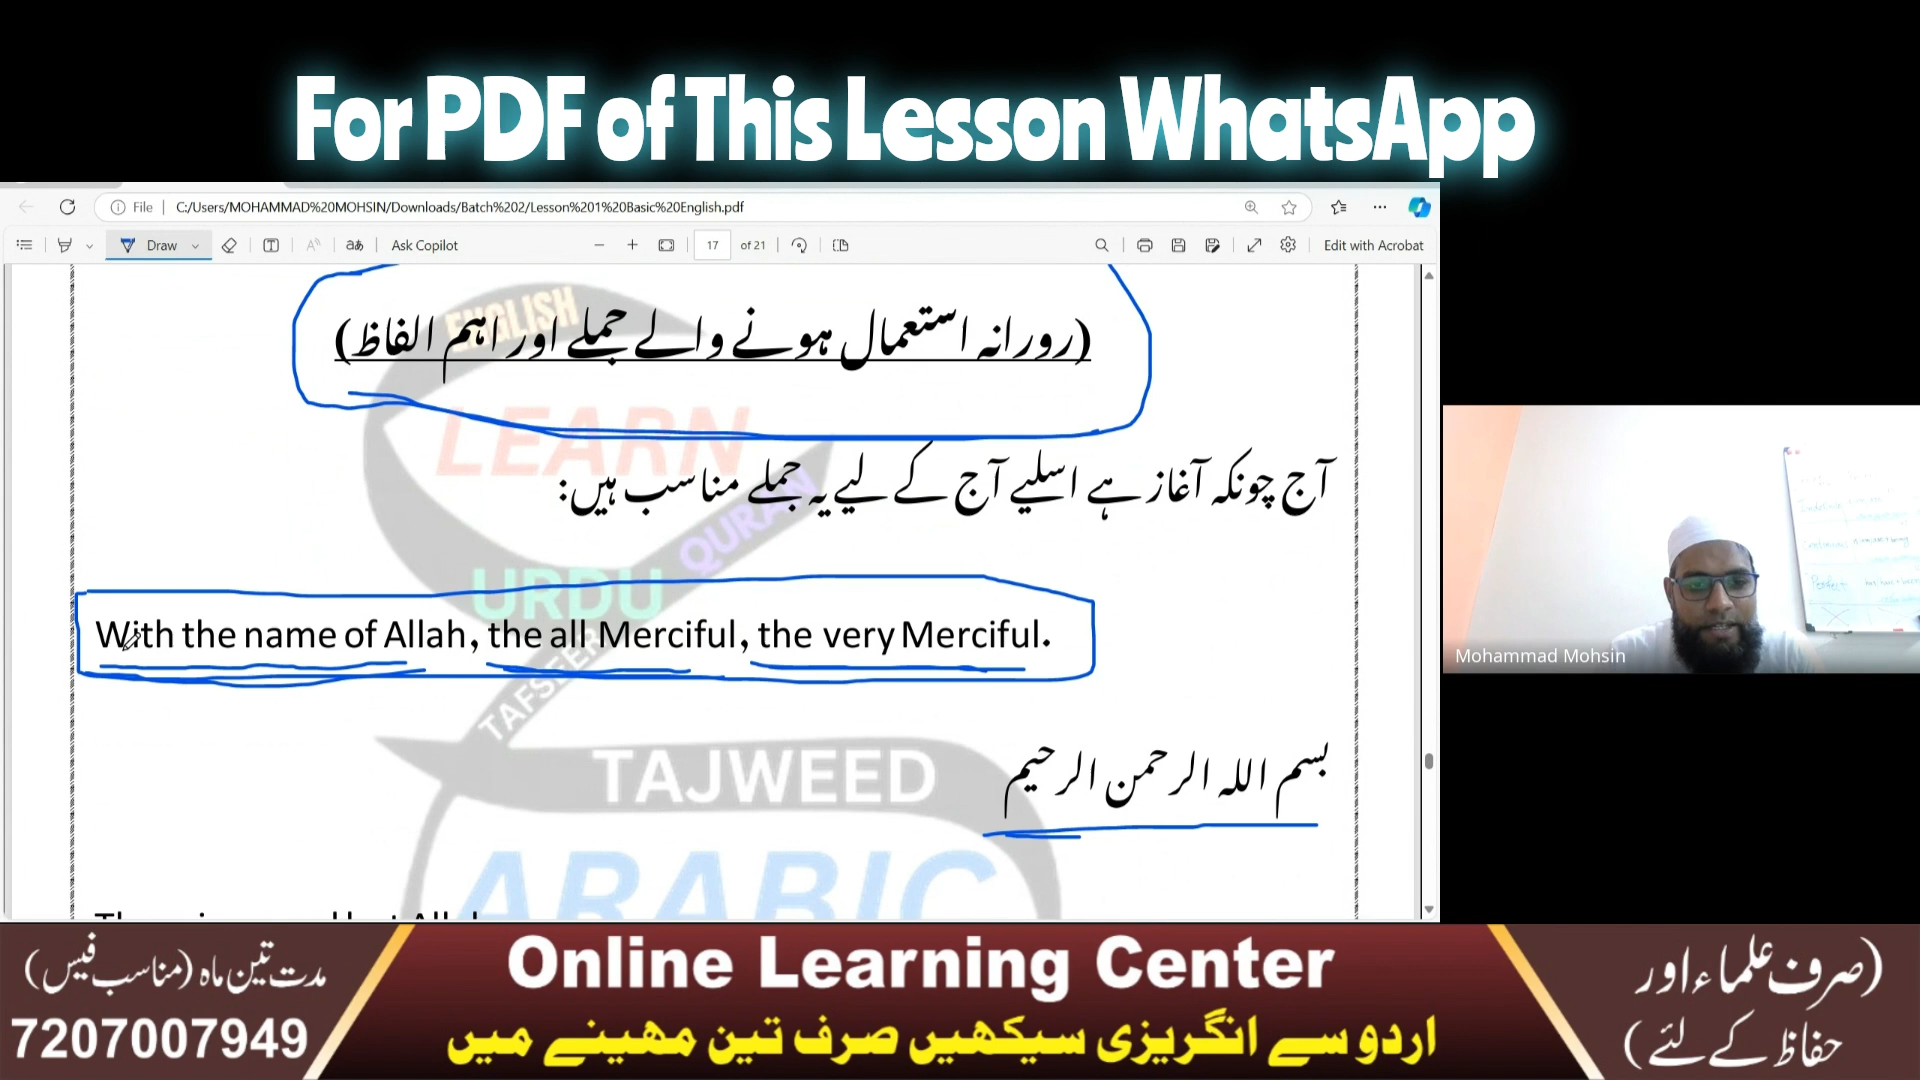 For PDF of This Lesson WhatsApp
File | C:/Users/MOHAMMAD%20MOHSIN/Downloads/Batch%202/Lesson%201%20Basic%20English.pdf
Draw
Ask Copilot
17 of 21
Edit with Acrobat
(روزانہ استعمال ہونے والے جملے اور اہم الفاظ)
ENGLISH
LEARN
آج چونکہ آغاز ہے اسلیے آج کے لیے یہ جملے مناسب ہیں:
QURAN
URDU
With the name of Allah, the all Merciful, the very Merciful.
TAFSEER
Mohammad Mohsin
TAJWEED
بسم اللہ الرحمن الرحیم
ARABIC
مدت تین ماہ (مناسب فیس)
7207007949
Online Learning Center
اردو سے انگریزی سیکھیں صرف تین مہینے میں
(صرف علماء اور
حفاظ کے لئے)